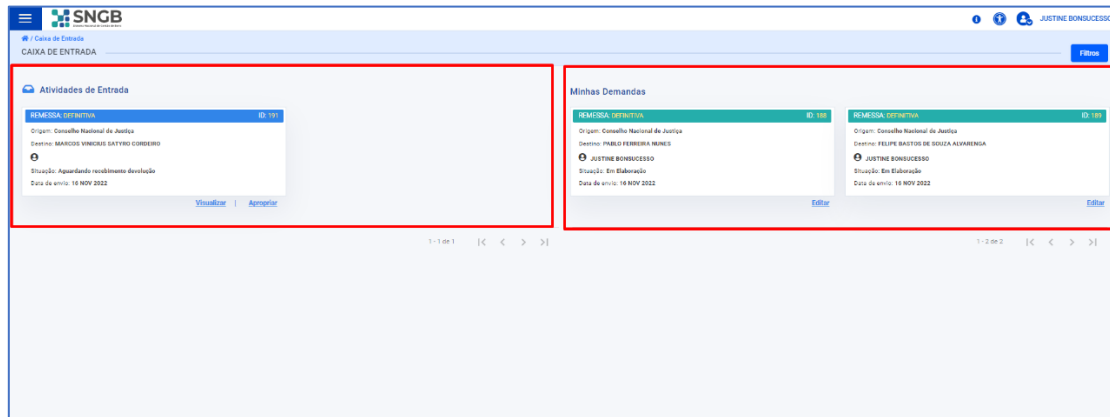 SNGB
JUSTINE BONSUCESSO
/ Caixa de Entrada
CAIXA DE ENTRADA
Filtros
Atividades de Entrada
REMESSA: DEFINITIVA ID: 191
Origem: Conselho Nacional de Justiça
Destino: MARCOS VINICIUS SATYRO CORDEIRO
Situação: Aguardando recebimento devolução
Data de envio: 16 NOV 2022
Visualizar | Apropriar
1 - 1 de 1
Minhas Demandas
REMESSA: DEFINITIVA ID: 188
Origem: Conselho Nacional de Justiça
Destino: PABLO FERREIRA NUNES
JUSTINE BONSUCESSO
Situação: Em Elaboração
Data de envio: 16 NOV 2022
Editar
REMESSA: DEFINITIVA ID: 189
Origem: Conselho Nacional de Justiça
Destino: FELIPE BASTOS DE SOUZA ALVARENGA
JUSTINE BONSUCESSO
Situação: Em Elaboração
Data de envio: 16 NOV 2022
Editar
1 - 2 de 2